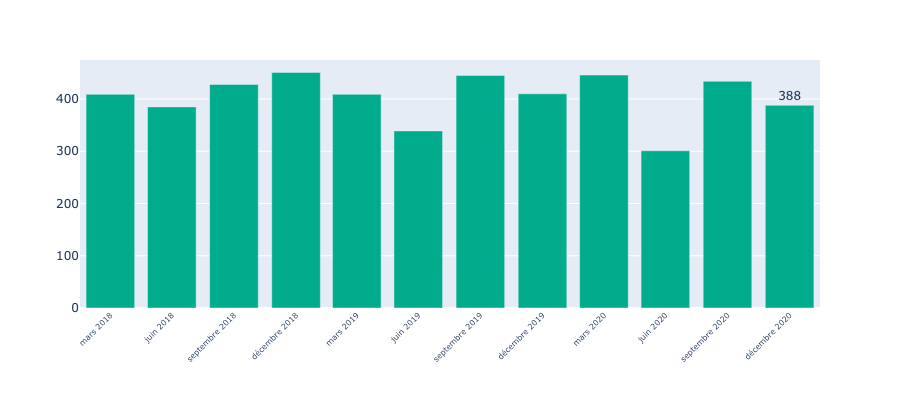 400
300
200
100
0
388
mars 2018
juin 2018
septembre 2018
décembre 2018
mars 2019
juin 2019
septembre 2019
décembre 2019
mars 2020
juin 2020
septembre 2020
décembre 2020